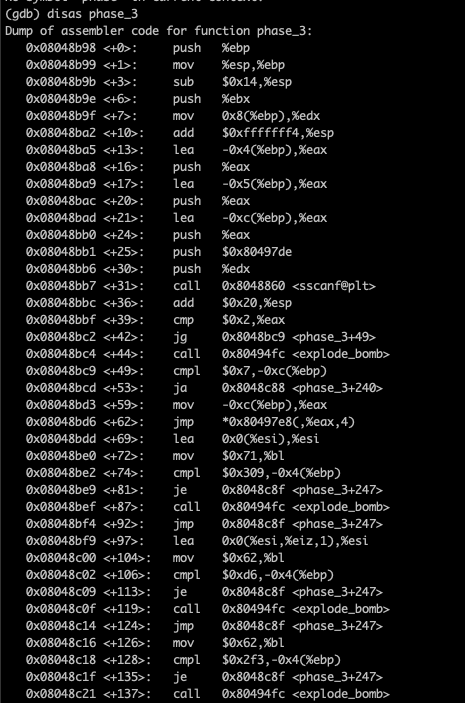 (gdb) disas phase_3
Dump of assembler code for function phase_3:
0x08048b98 <+0>: push %ebp
0x08048b99 <+1>: mov %esp,%ebp
0x08048b9b <+3>: sub $0x14,%esp
0x08048b9e <+6>: push %ebx
0x08048b9f <+7>: mov 0x8(%ebp),%edx
0x08048ba2 <+10>: add $0xfffffff4,%esp
0x08048ba5 <+13>: lea -0x4(%ebp),%eax
0x08048ba8 <+16>: push %eax
0x08048ba9 <+17>: lea -0x5(%ebp),%eax
0x08048bac <+20>: push %eax
0x08048bad <+21>: lea -0xc(%ebp),%eax
0x08048bb0 <+24>: push %eax
0x08048bb1 <+25>: push $0x80497de
0x08048bb6 <+30>: push %edx
0x08048bb7 <+31>: call 0x8048860 <sscanf@plt>
0x08048bbc <+36>: add $0x20,%esp
0x08048bbf <+39>: cmp $0x2,%eax
0x08048bc2 <+42>: jg 0x8048bc9 <phase_3+49>
0x08048bc4 <+44>: call 0x80494fc <explode_bomb>
0x08048bc9 <+49>: cmpl $0x7,-0xc(%ebp)
0x08048bcd <+53>: ja 0x8048c88 <phase_3+240>
0x08048bd3 <+59>: mov -0xc(%ebp),%eax
0x08048bd6 <+62>: jmp *0x80497e8(,%eax,4)
0x08048bdd <+69>: lea 0x0(%esi),%esi
0x08048be0 <+72>: mov $0x71,%bl
0x08048be2 <+74>: cmpl $0x309,-0x4(%ebp)
0x08048be9 <+81>: je 0x8048c8f <phase_3+247>
0x08048bef <+87>: call 0x80494fc <explode_bomb>
0x08048bf4 <+92>: jmp 0x8048c8f <phase_3+247>
0x08048bf9 <+97>: lea 0x0(%esi,%eiz,1),%esi
0x08048c00 <+104>: mov $0x62,%bl
0x08048c02 <+106>: cmpl $0xd6,-0x4(%ebp)
0x08048c09 <+113>: je 0x8048c8f <phase_3+247>
0x08048c0f <+119>: call 0x80494fc <explode_bomb>
0x08048c14 <+124>: jmp 0x8048c8f <phase_3+247>
0x08048c16 <+126>: mov $0x62,%bl
0x08048c18 <+128>: cmpl $0x2f3,-0x4(%ebp)
0x08048c1f <+135>: je 0x8048c8f <phase_3+247>
0x08048c21 <+137>: call 0x80494fc <explode_bomb>